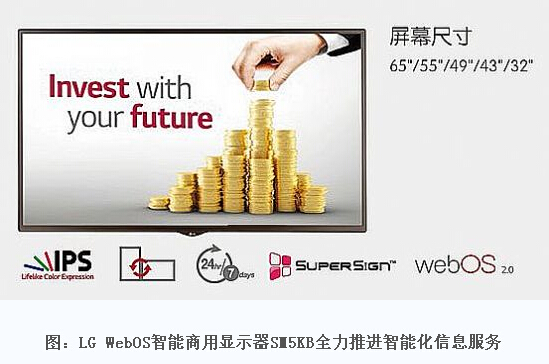 屏幕尺寸
65"/55"/49"/43"/32"
Invest with
your future
LG
IPS
Lifelike Color Expression
24hr
7days
SUPERSIGN™
webOS 2.0
图：LG WebOS智能商用显示器SM5KB全力推进智能化信息服务